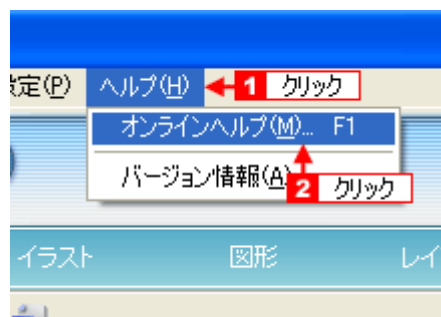 定(P) ヘルプ(H) 1 クリック
オンラインヘルプ(M)... F1
バージョン情報(A) 2 クリック
イラスト 図形 レイ